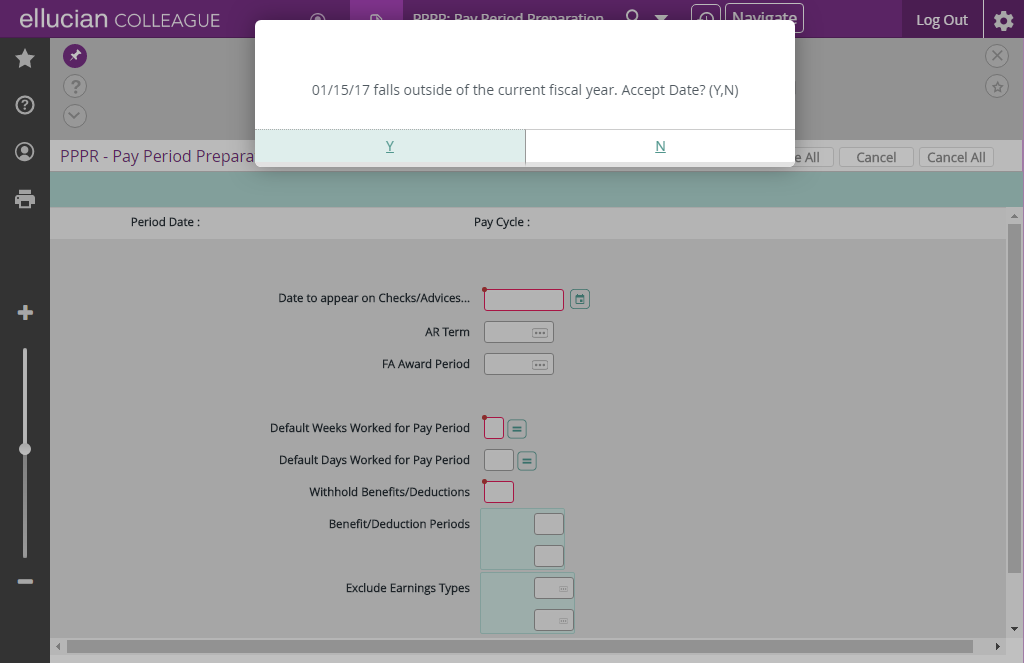 ellucian COLLEAGUE
PPPR: Pay Period Preparation
Navigate
Log Out
01/15/17 falls outside of the current fiscal year. Accept Date? (Y,N)
Y
N
PPPR - Pay Period Prepara
e All
Cancel
Cancel All
Period Date :
Pay Cycle :
Date to appear on Checks/Advices...
AR Term
FA Award Period
Default Weeks Worked for Pay Period
Default Days Worked for Pay Period
Withhold Benefits/Deductions
Benefit/Deduction Periods
Exclude Earnings Types